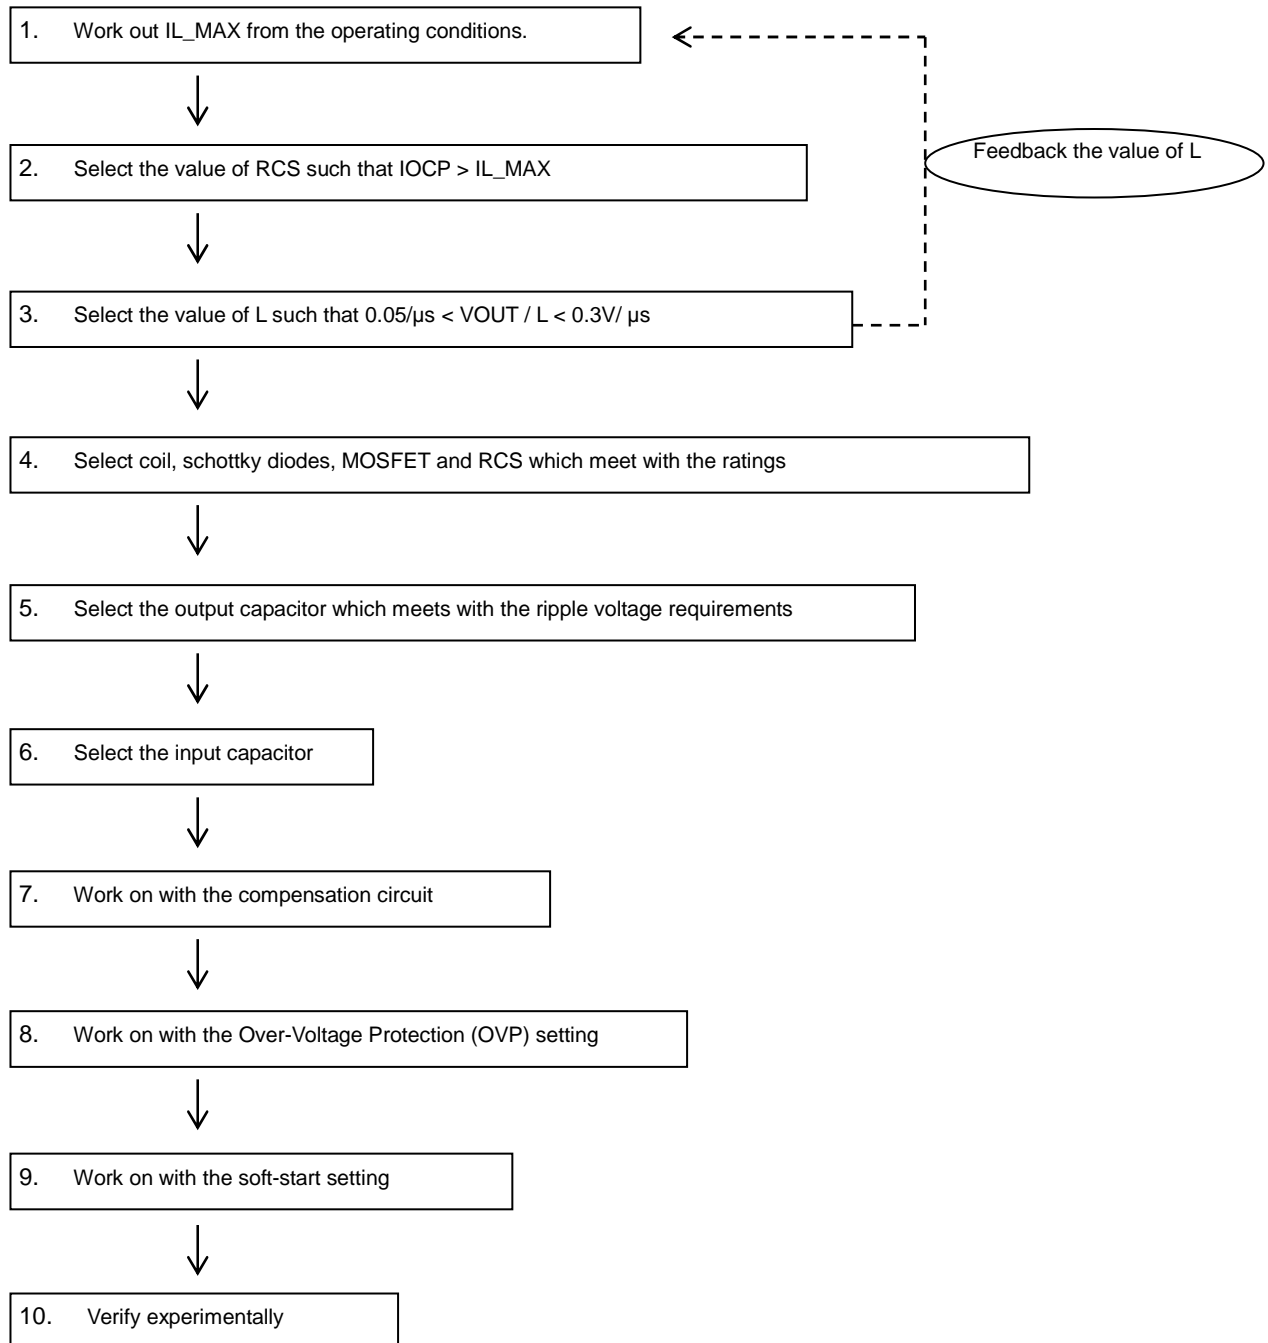 1. Work out IL_MAX from the operating conditions.
2. Select the value of RCS such that IOCP > IL_MAX
Feedback the value of L
3. Select the value of L such that 0.05/µs < VOUT / L < 0.3V/ µs
4. Select coil, schottky diodes, MOSFET and RCS which meet with the ratings
5. Select the output capacitor which meets with the ripple voltage requirements
6. Select the input capacitor
7. Work on with the compensation circuit
8. Work on with the Over-Voltage Protection (OVP) setting
9. Work on with the soft-start setting
10. Verify experimentally